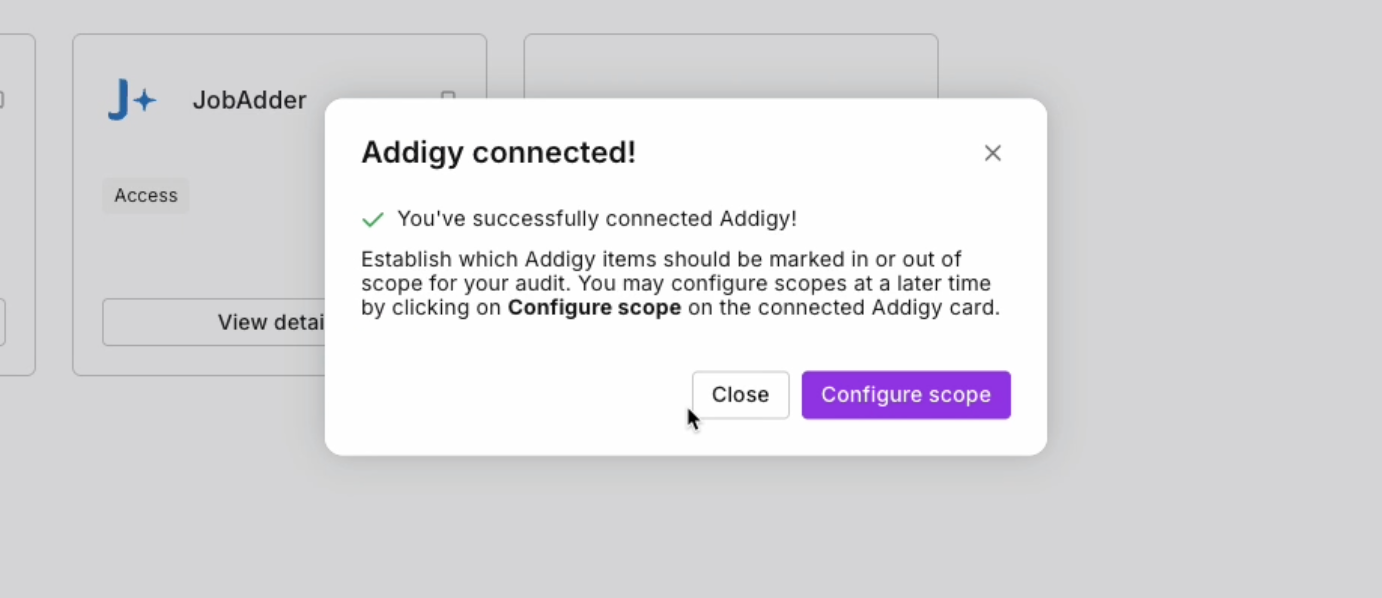 JobAdder
Access
View detai
Addigy connected!
You've successfully connected Addigy!
Establish which Addigy items should be marked in or out of
scope for your audit. You may configure scopes at a later time
by clicking on Configure scope on the connected Addigy card.
Close
Configure scope